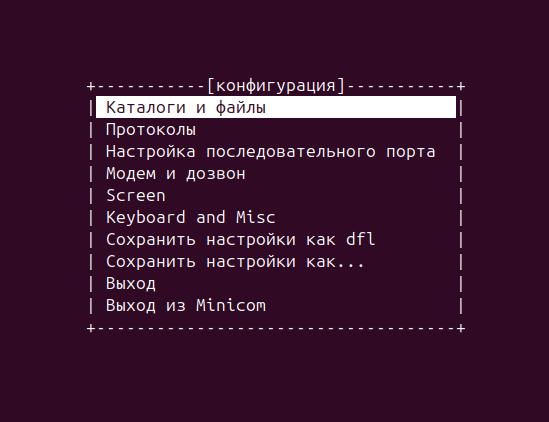 +-----------[конфигурация]-----------+
| Каталоги и файлы                   |
| Протоколы                          |
| Настройка последовательного порта  |
| Модем и дозвон                     |
| Screen                             |
| Keyboard and Misc                  |
| Сохранить настройки как dfl        |
| Сохранить настройки как...         |
| Выход                              |
| Выход из Minicom                   |
+------------------------------------+